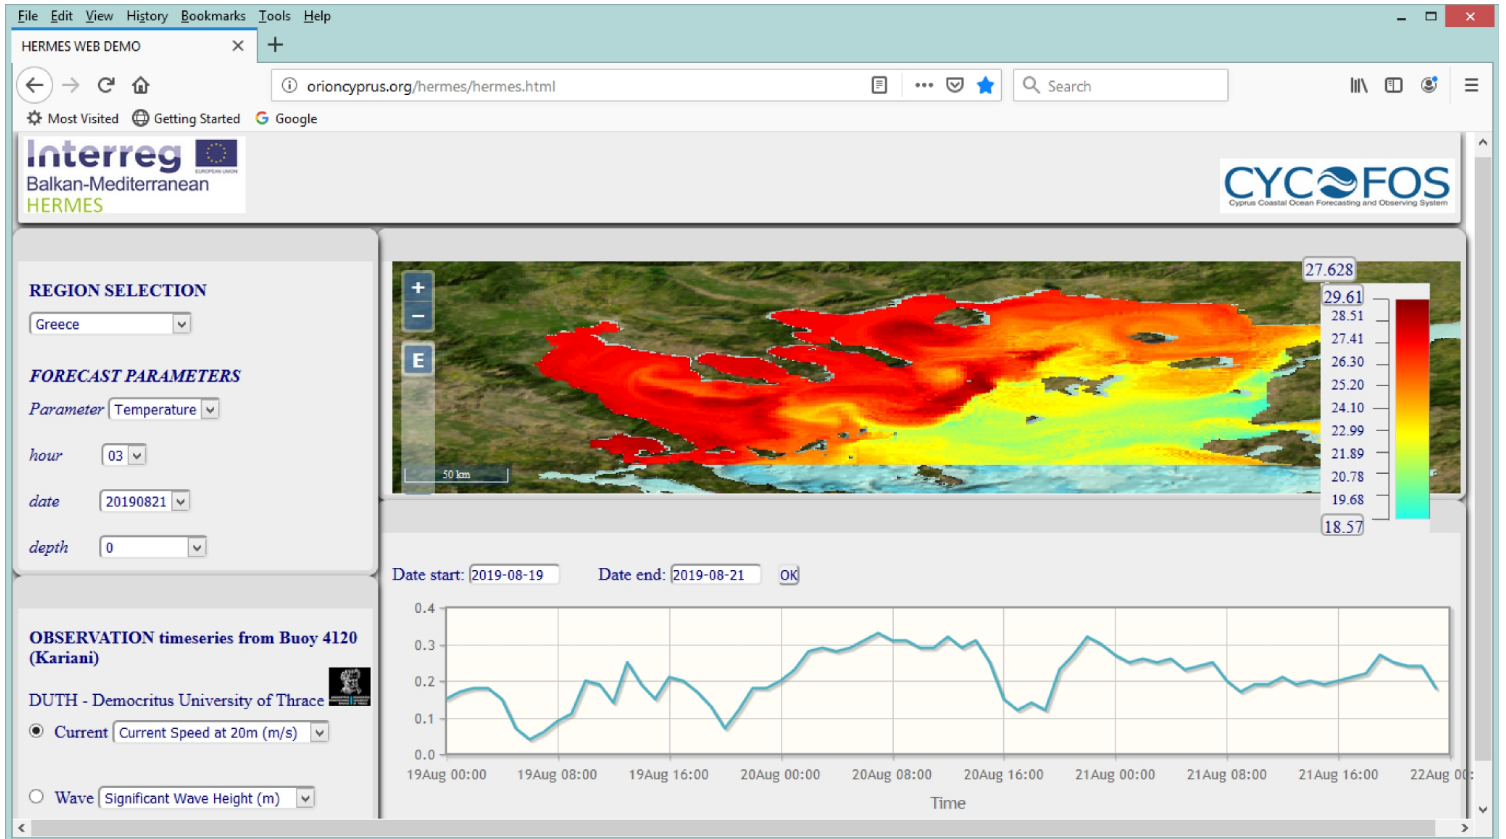 File Edit View History Bookmarks Tools Help
HERMES WEB DEMO
orioncyprus.org/hermes/hermes.html
Search
Most Visited Getting Started Google
Interreg
EUROPEAN UNION
Balkan-Mediterranean
HERMES
CYCOFOS
Cyprus Coastal Ocean Forecasting and Observing System
REGION SELECTION
Greece
FORECAST PARAMETERS
Parameter Temperature
hour 03
date 20190821
depth 0
OBSERVATION timeseries from Buoy 4120
(Kariani)
DUTH - Democritus University of Thrace
Current Current Speed at 20m (m/s)
Wave Significant Wave Height (m)
+
−
E
50 km
27.628
29.61
28.51
27.41
26.30
25.20
24.10
22.99
21.89
20.78
19.68
18.57
Date start: 2019-08-19 Date end: 2019-08-21 OK
0.4
0.3
0.2
0.1
0.0
19Aug 00:00 19Aug 08:00 19Aug 16:00 20Aug 00:00 20Aug 08:00 20Aug 16:00 21Aug 00:00 21Aug 08:00 21Aug 16:00 22Aug 00:
Time